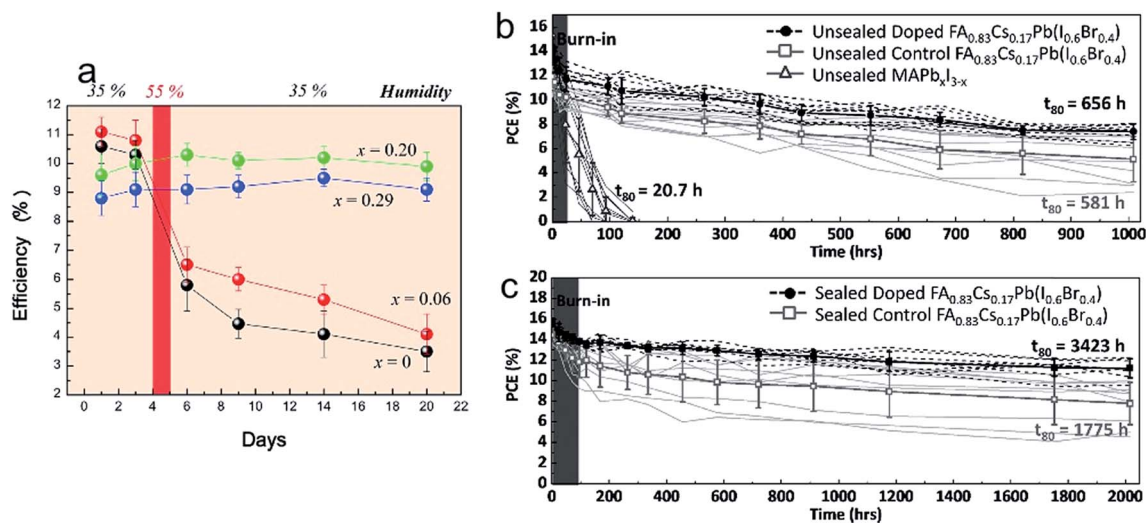 a
35 %
55 %
35 %
Humidity
12
11
10
9
8
7
6
5
4
3
2
Efficiency (%)
x = 0.20
x = 0.29
x = 0.06
x = 0
0 2 4 6 8 10 12 14 16 18 20 22
Days
b
16
14
12
10
8
6
4
2
0
PCE (%)
Burn-in
Unsealed Doped FA0.83Cs0.17Pb(I0.6Br0.4)
Unsealed Control FA0.83Cs0.17Pb(I0.6Br0.4)
Unsealed MAPbxI3-x
t80 = 656 h
t80 = 20.7 h
t80 = 581 h
0 100 200 300 400 500 600 700 800 900 1000
Time (hrs)
c
20
18
16
14
12
10
8
6
4
2
0
PCE (%)
Burn-in
Sealed Doped FA0.83Cs0.17Pb(I0.6Br0.4)
Sealed Control FA0.83Cs0.17Pb(I0.6Br0.4)
t80 = 3423 h
t80 = 1775 h
0 200 400 600 800 1000 1200 1400 1600 1800 2000
Time (hrs)